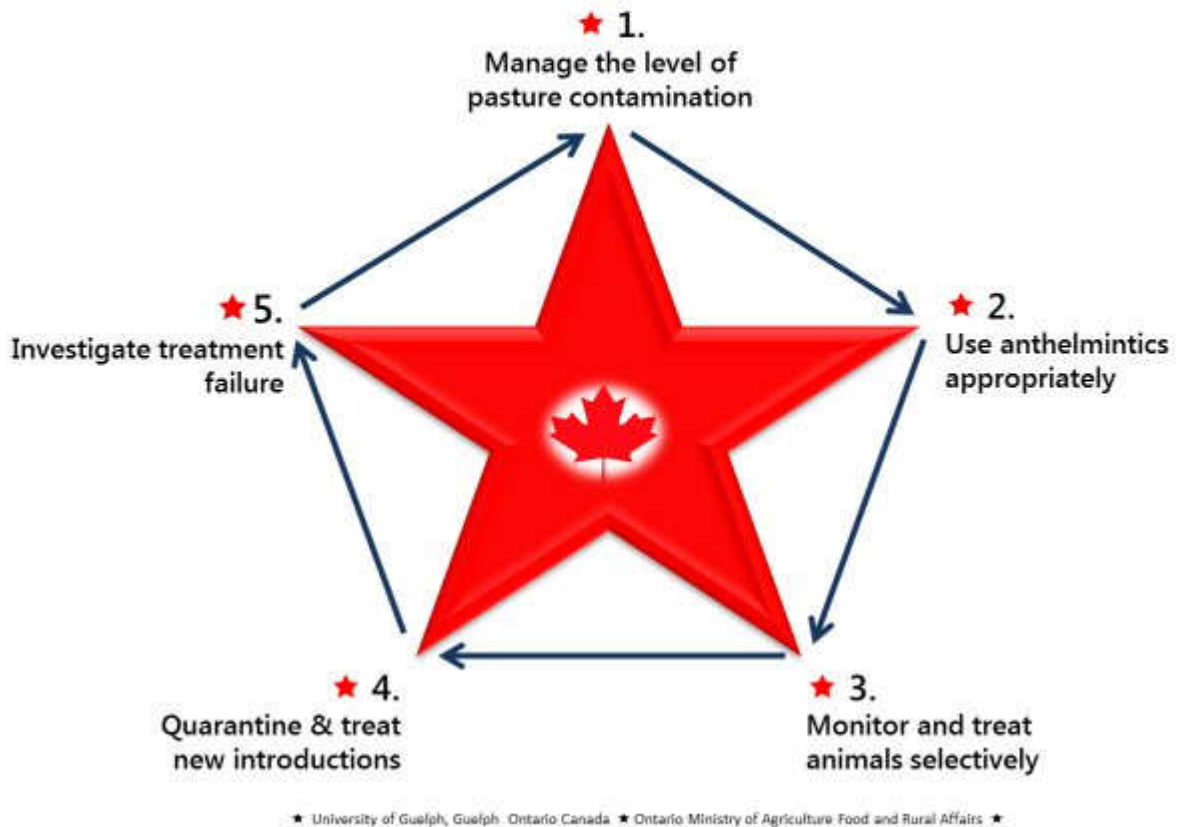 ★ 1.
Manage the level of
pasture contamination
★ 2.
Use anthelmintics
appropriately
★ 3.
Monitor and treat
animals selectively
★ 4.
Quarantine & treat
new introductions
★ 5.
Investigate treatment
failure
★ University of Guelph, Guelph Ontario Canada ★ Ontario Ministry of Agriculture Food and Rural Affairs ★